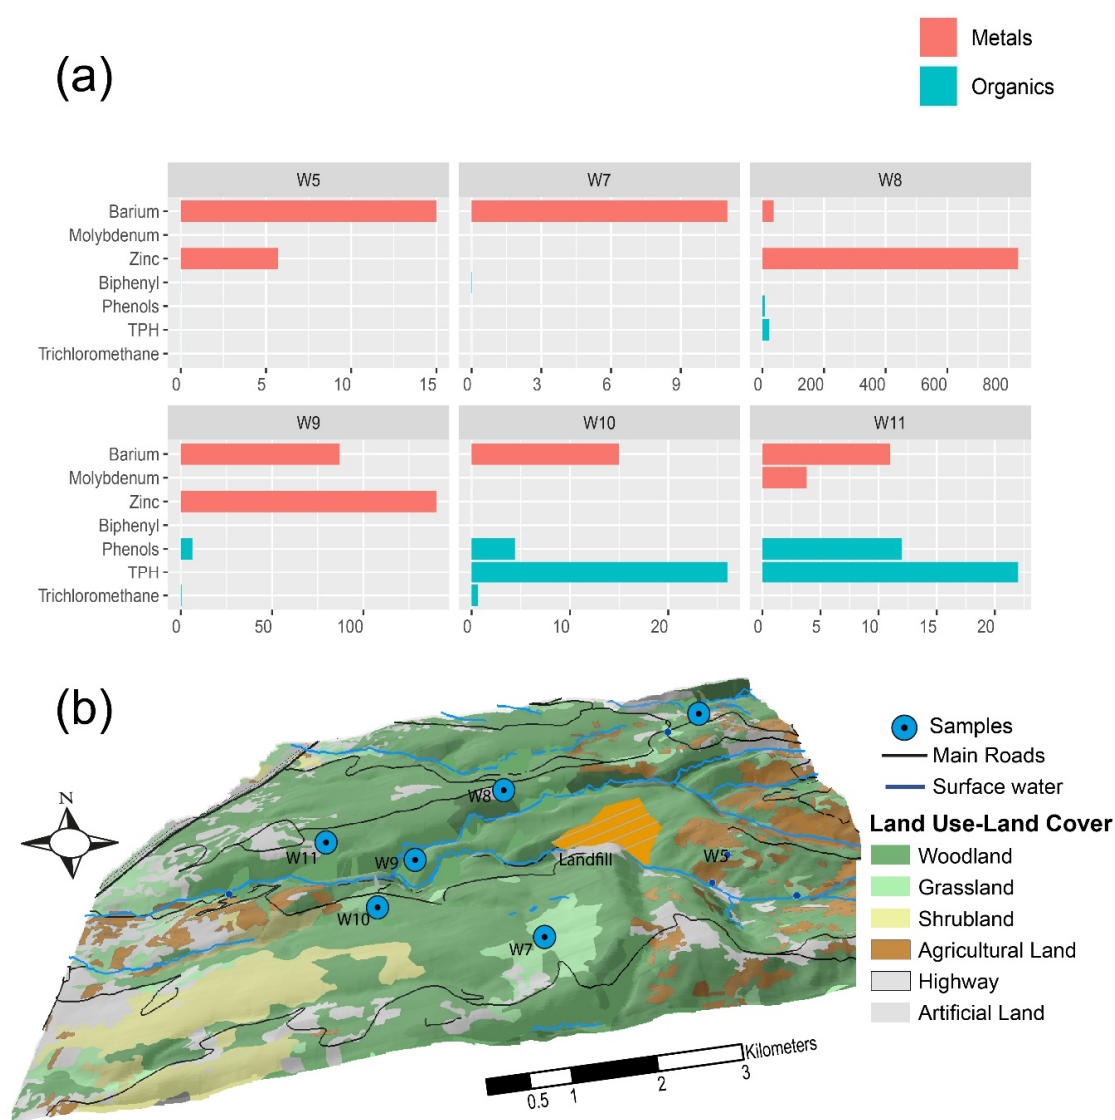 Metals
(a)
Organics
W5 W7 W8
Barium
Molybdenum
Zinc
Biphenyl
Phenols
TPH
Trichloromethane
0 5 10 15 0 3 6 9 0 200 400 600 800
W9 W10 W11
Barium
Molybdenum
Zinc
Biphenyl
Phenols
TPH
Trichloromethane
0 50 100 0 10 20 0 5 10 15 20
(b)
Samples
Main Roads
Surface water
Land Use-Land Cover
Woodland
Grassland
Shrubland
Agricultural Land
Highway
Artificial Land
N
W8
W11
W9
Landfill
W5
W10
W7
Kilometers
0.5 1 2 3